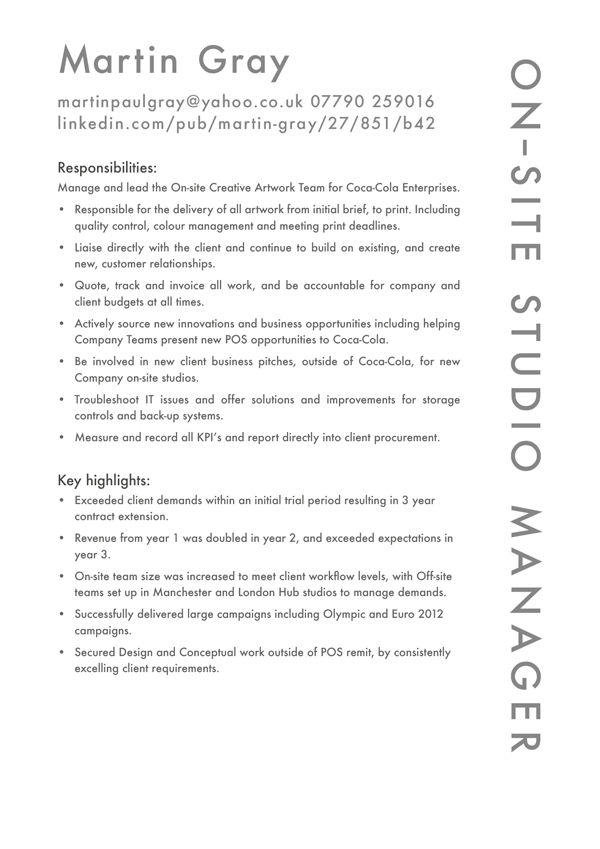 Martin Gray
martinpaulgray@yahoo.co.uk 07790 259016
linkedin.com/pub/martin-gray/27/851/b42
Responsibilities:
Manage and lead the On-site Creative Artwork Team for Coca-Cola Enterprises.
• Responsible for the delivery of all artwork from initial brief, to print. Including
quality control, colour management and meeting print deadlines.
• Liaise directly with the client and continue to build on existing, and create
new, customer relationships.
• Quote, track and invoice all work, and be accountable for company and
client budgets at all times.
• Actively source new innovations and business opportunities including helping
Company Teams present new POS opportunities to Coca-Cola.
• Be involved in new client business pitches, outside of Coca-Cola, for new
Company on-site studios.
• Troubleshoot IT issues and offer solutions and improvements for storage
controls and back-up systems.
• Measure and record all KPI's and report directly into client procurement.
Key highlights:
• Exceeded client demands within an initial trial period resulting in 3 year
contract extension.
• Revenue from year 1 was doubled in year 2, and exceeded expectations in
year 3.
• On-site team size was increased to meet client workflow levels, with Off-site
teams set up in Manchester and London Hub studios to manage demands.
• Successfully delivered large campaigns including Olympic and Euro 2012
campaigns.
• Secured Design and Conceptual work outside of POS remit, by consistently
excelling client requirements.
ON-SITE STUDIO MANAGER